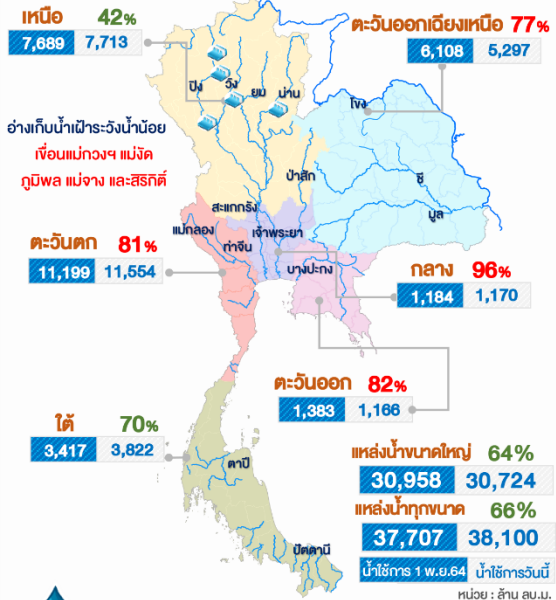 เหนือ 42%
7,689 7,713
ตะวันออกเฉียงเหนือ 77%
6,108 5,297
ปิง วัง ยม น่าน
โขง
อ่างเก็บน้ำเฝ้าระวังน้ำน้อย
เขื่อนแม่กวงฯ แม่งัด
ภูมิพล แม่จาง และสิริกิติ์
ป่าสัก
ชี
มูล
สะแกกรัง
แม่กลอง
ท่าจีน
เจ้าพระยา
บางปะกง
ตะวันตก 81%
11,199 11,554
กลาง 96%
1,184 1,170
ตะวันออก 82%
1,383 1,166
ใต้ 70%
3,417 3,822
ตาปี
ปัตตานี
แหล่งน้ำขนาดใหญ่ 64%
30,958 30,724
แหล่งน้ำทุกขนาด 66%
37,707 38,100
น้ำใช้การ 1 พ.ย.64 น้ำใช้การวันนี้
หน่วย : ล้าน ลบ.ม.